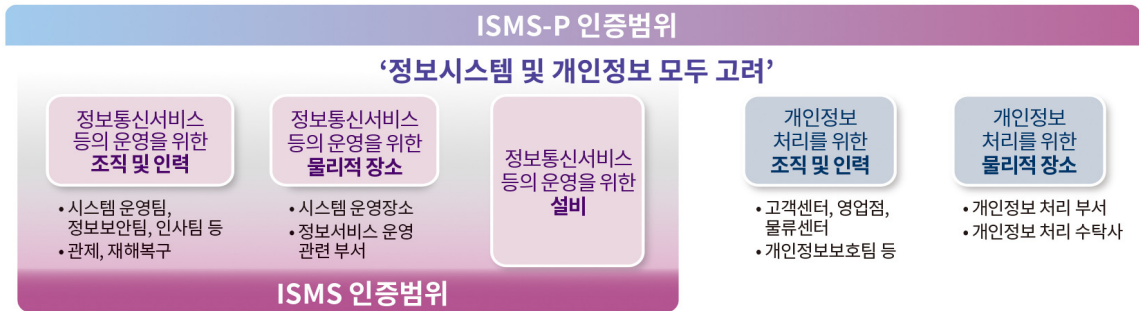 ISMS-P 인증범위
‘정보시스템 및 개인정보 모두 고려’
정보통신서비스
등의 운영을 위한
조직 및 인력
• 시스템 운영팀,
정보보안팀, 인사팀 등
• 관제, 재해복구
정보통신서비스
등의 운영을 위한
물리적 장소
• 시스템 운영장소
• 정보서비스 운영
관련 부서
정보통신서비스
등의 운영을 위한
설비
개인정보
처리를 위한
조직 및 인력
• 고객센터, 영업점,
물류센터
• 개인정보보호팀 등
개인정보
처리를 위한
물리적 장소
• 개인정보 처리 부서
• 개인정보 처리 수탁사
ISMS 인증범위